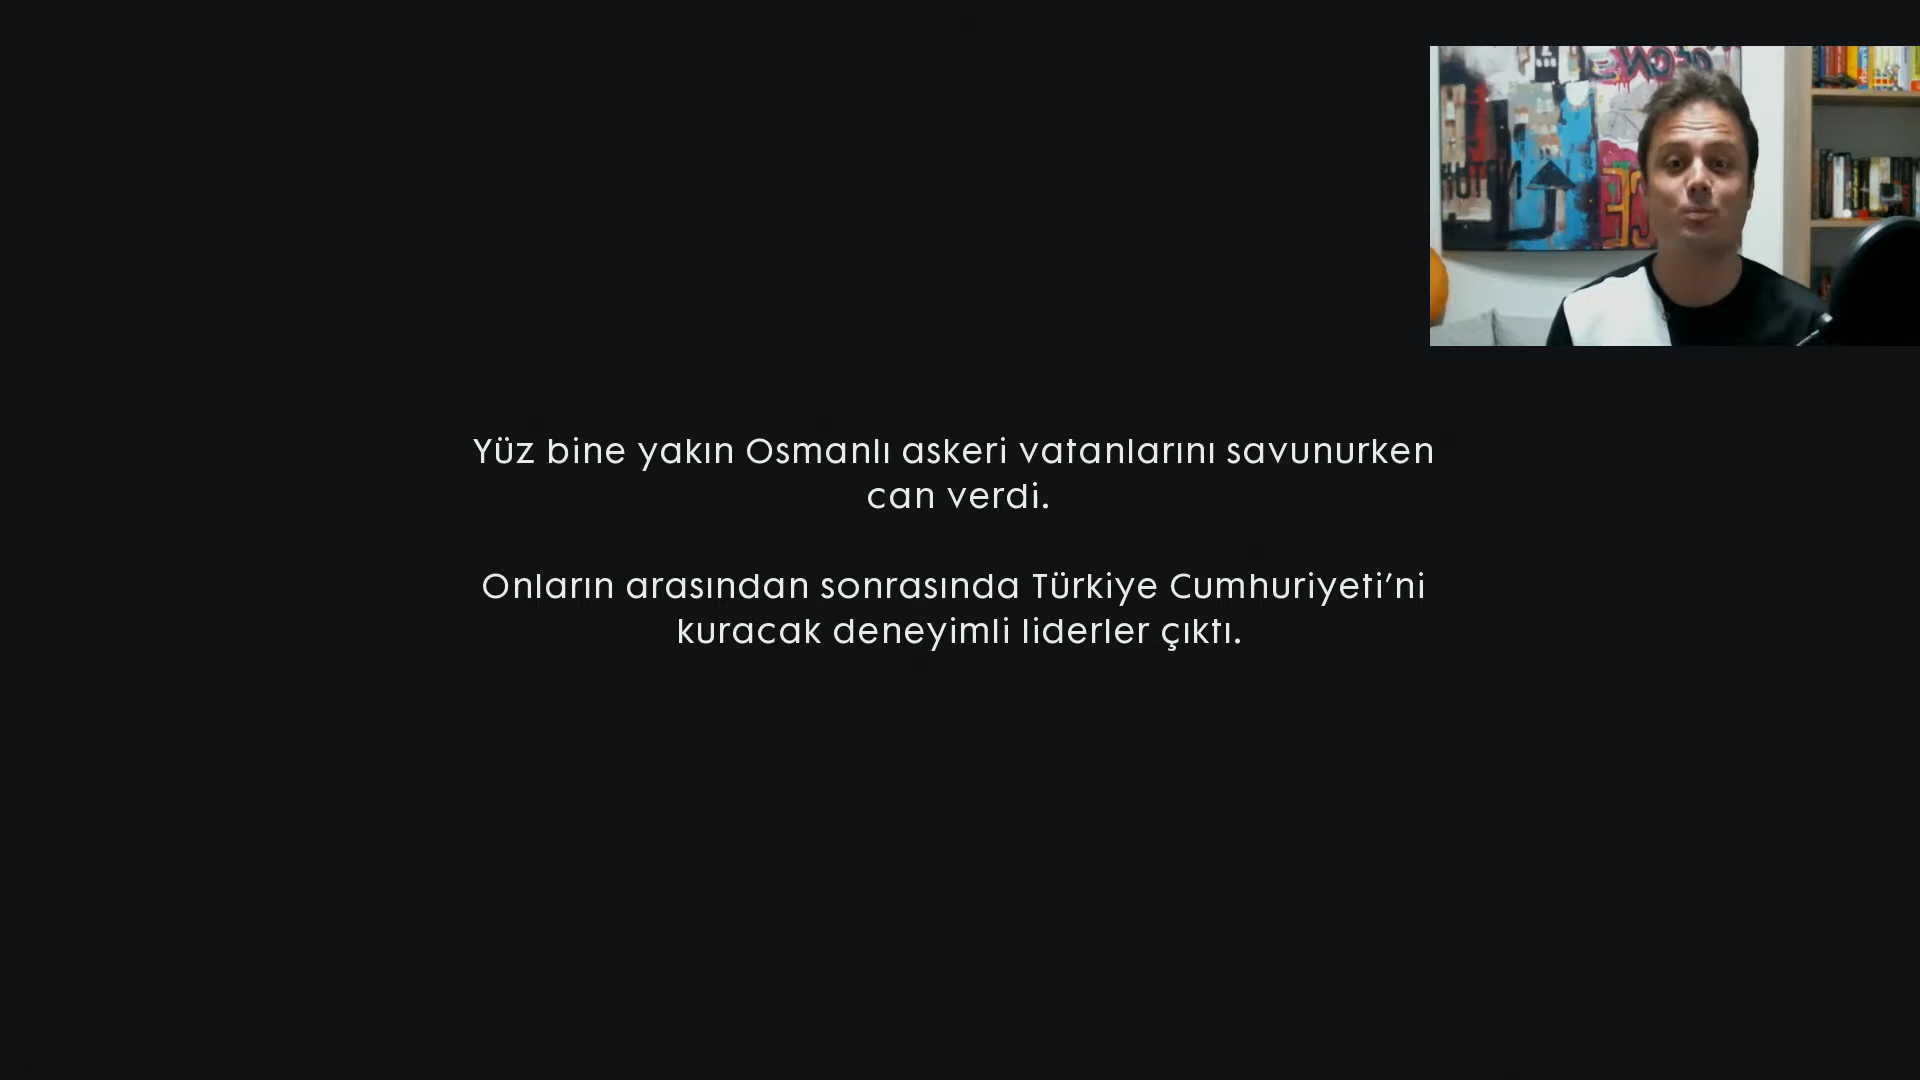 Yüz bine yakın Osmanlı askeri vatanlarını savunurken
can verdi.
Onların arasından sonrasında Türkiye Cumhuriyeti’ni
kuracak deneyimli liderler çıktı.